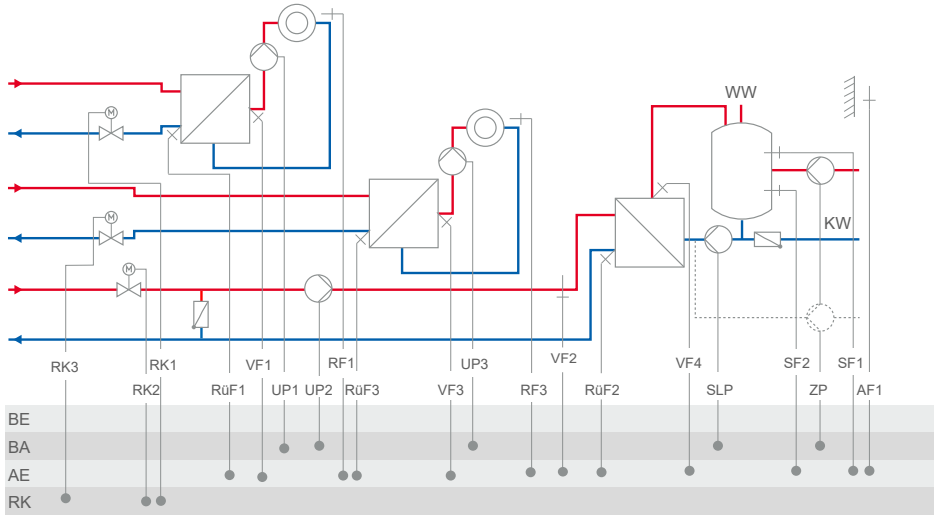 M
WW
M
KW
M
RK3
RK1
VF1
RF1
UP3
VF2
VF4
SF2
SF1
RK2
RüF1
UP1
UP2
RüF3
VF3
RF3
RüF2
SLP
ZP
AF1
BE
BA
AE
RK